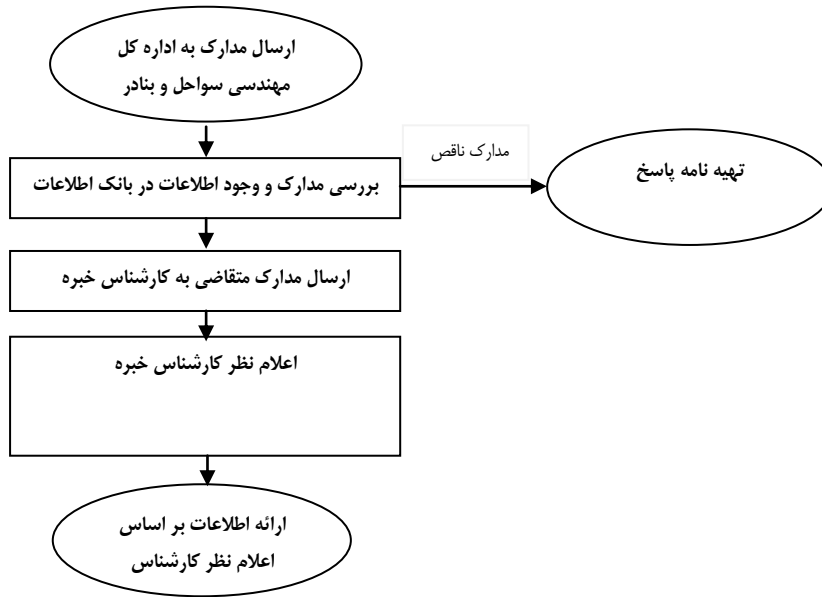 ارسال مدارک به اداره کل
مهندسی سواحل و بنادر
مدارک ناقص
بررسی مدارک و وجود اطلاعات در بانک اطلاعات
تهیه نامه پاسخ
ارسال مدارک متقاضی به کارشناس خبره
اعلام نظر کارشناس خبره
ارائه اطلاعات بر اساس
اعلام نظر کارشناس